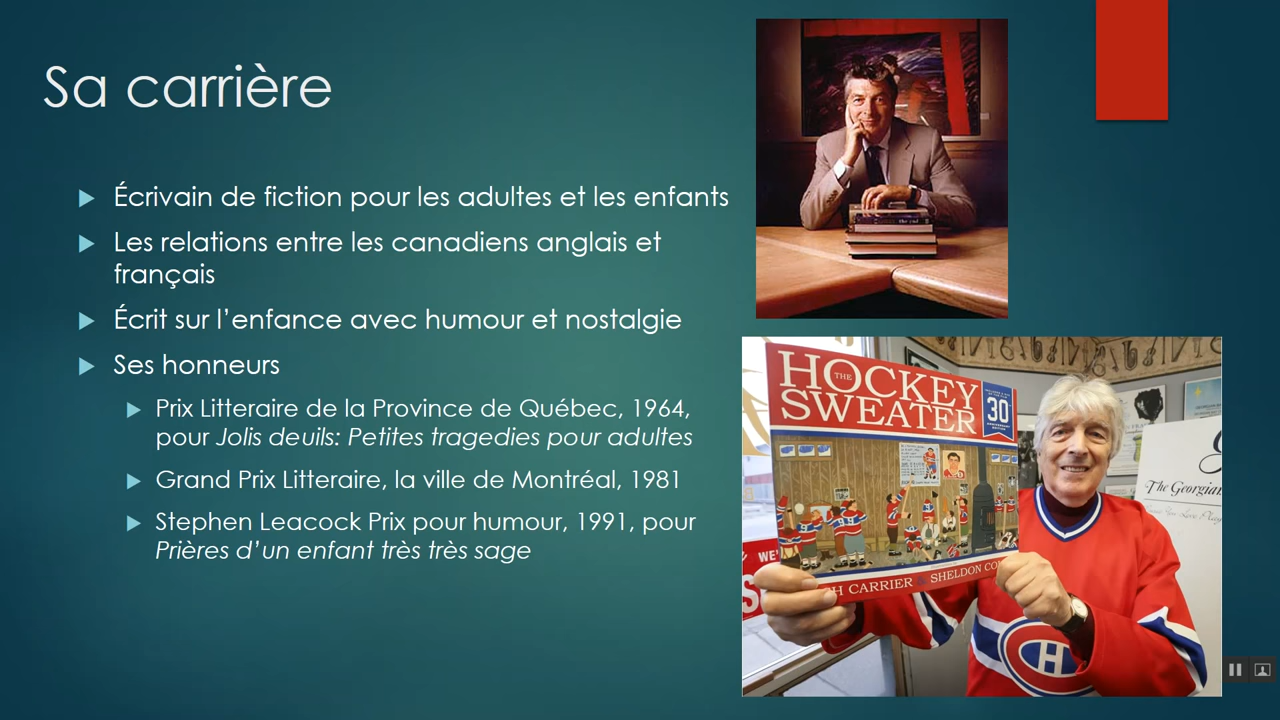 Sa carrière
Écrivain de fiction pour les adultes et les enfants
Les relations entre les canadiens anglais et
français
Écrit sur l’enfance avec humour et nostalgie
Ses honneurs
Prix Litteraire de la Province de Québec, 1964,
pour Jolis deuils: Petites tragedies pour adultes
Grand Prix Litteraire, la ville de Montréal, 1981
Stephen Leacock Prix pour humour, 1991, pour
Prières d’un enfant très très sage
THE
HOCKEY
SWEATER
30
CARRIER & SHELDON
The Georgian